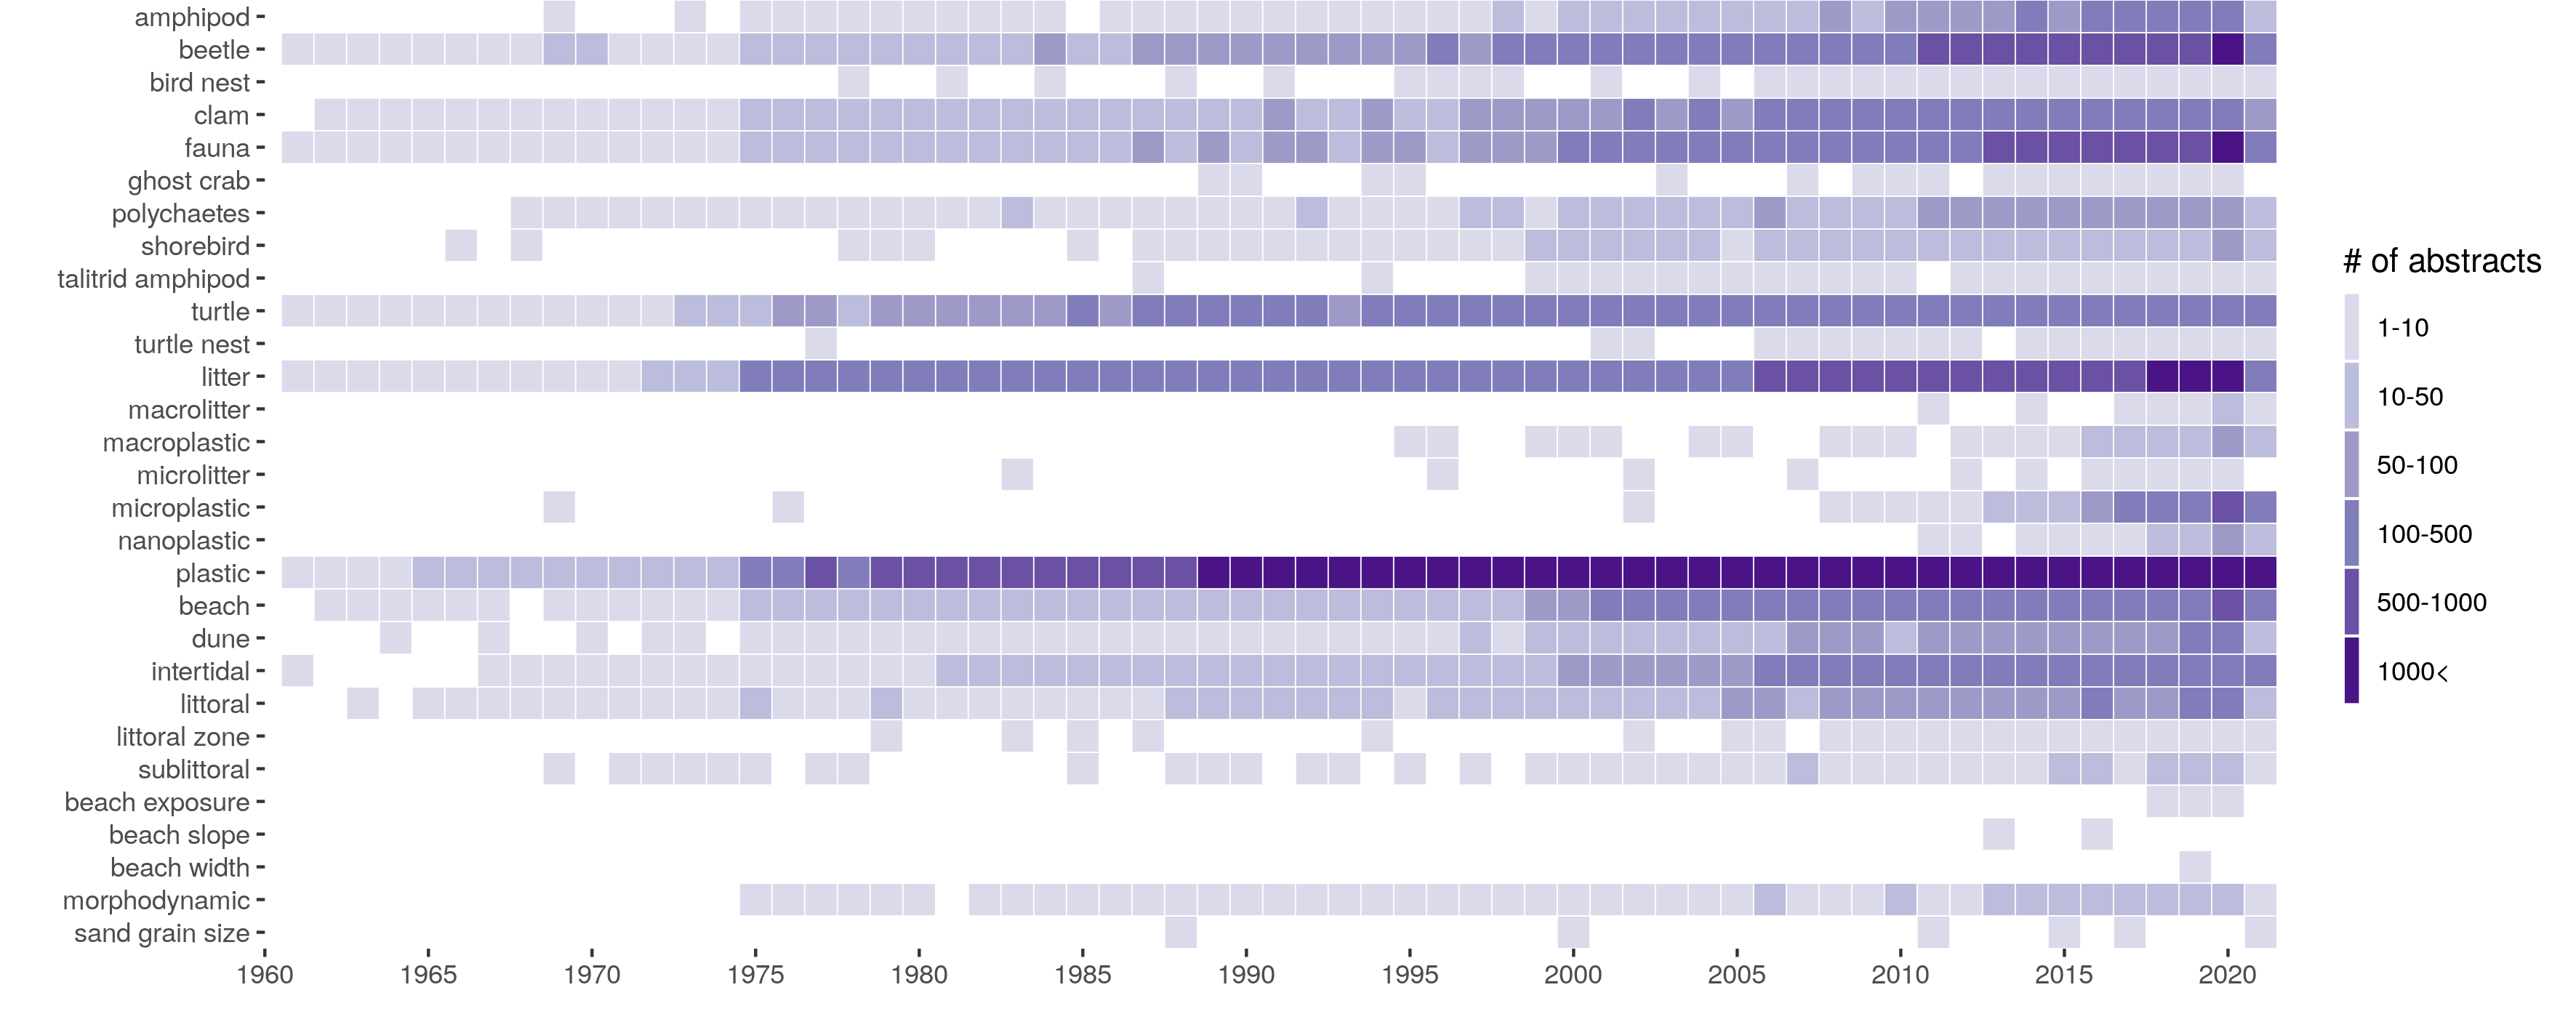 amphipod
beetle
bird nest
clam
fauna
ghost crab
polychaetes
shorebird
talitrid amphipod
turtle
turtle nest
litter
macrolitter
macroplastic
microlitter
microplastic
nanoplastic
plastic
beach
dune
intertidal
littoral
littoral zone
sublittoral
beach exposure
beach slope
beach width
morphodynamic
sand grain size
1960 1965 1970 1975 1980 1985 1990 1995 2000 2005 2010 2015 2020
# of abstracts
1-10
10-50
50-100
100-500
500-1000
1000<